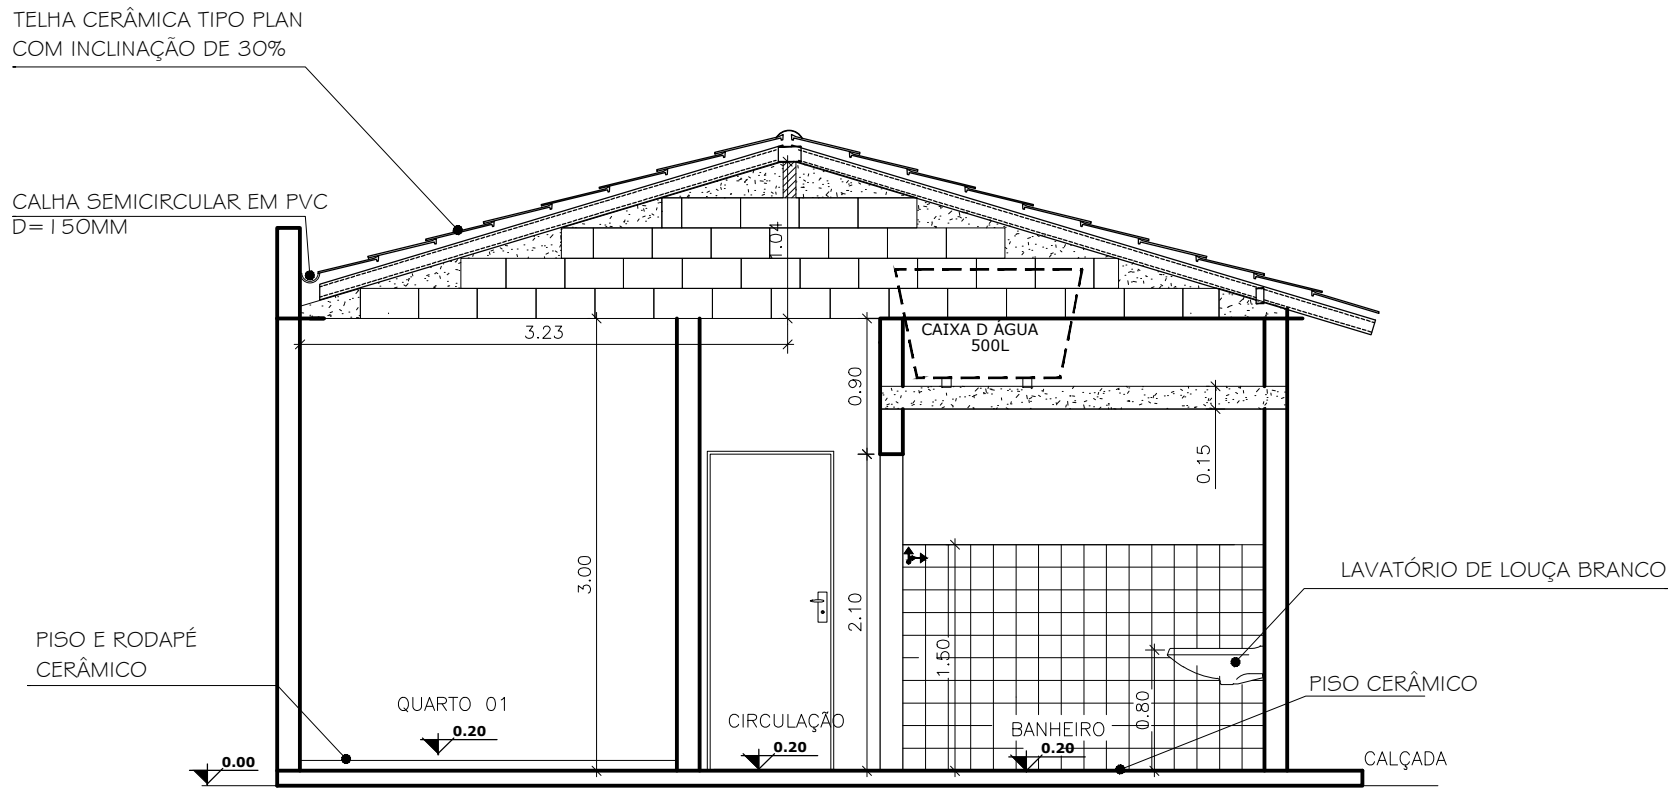 TELHA CERÂMICA TIPO PLAN
COM INCLINAÇÃO DE 30%
CALHA SEMICIRCULAR EM PVC
D=150MM
1.04
3.23
CAIXA D ÁGUA
500L
0.90
0.15
3.00
2.10
LAVATÓRIO DE LOUÇA BRANCO
PISO E RODAPÉ
CERÂMICO
1.50
PISO CERÂMICO
0.80
QUARTO 01
0.20
CIRCULAÇÃO
0.20
BANHEIRO
0.20
0.00
CALÇADA